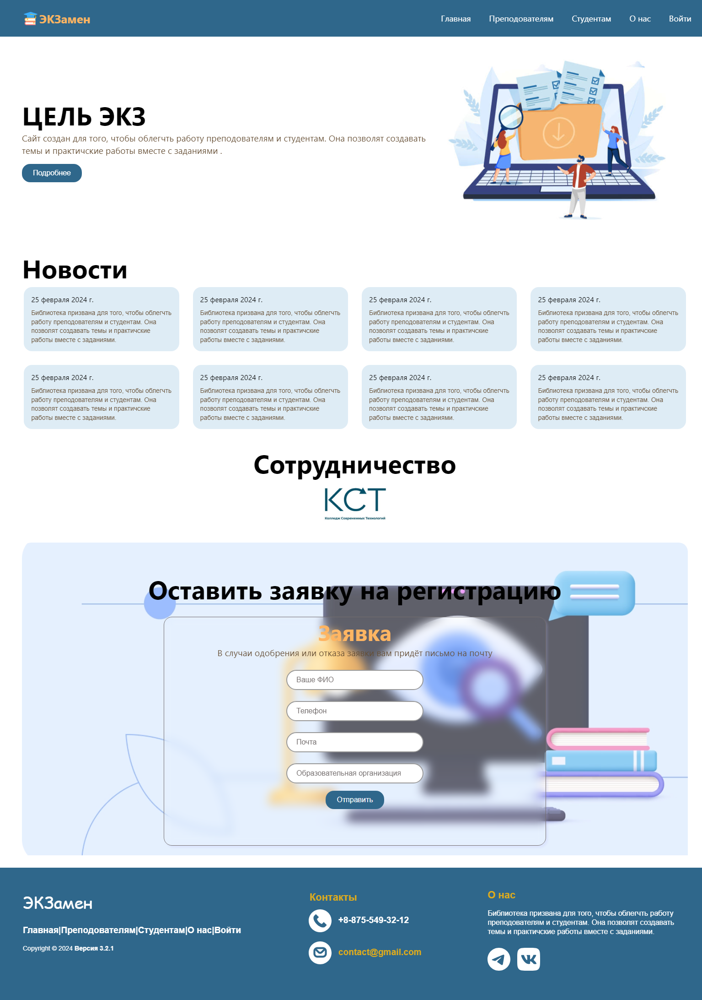 ЭКЗамен
Главная Преподователям Студентам О нас Войти
ЦЕЛЬ ЭКЗ
Сайт создан для того, чтобы облегчть работу преподователям и студентам. Она позволят создавать
темы и практичские работы вместе с заданиями .
Подробнее
Новости
25 февраля 2024 г.
Библиотека призвана для того, чтобы облегчть
работу преподователям и студентам. Она
позволят создавать темы и практичские
работы вместе с заданиями.
25 февраля 2024 г.
Библиотека призвана для того, чтобы облегчть
работу преподователям и студентам. Она
позволят создавать темы и практичские
работы вместе с заданиями.
25 февраля 2024 г.
Библиотека призвана для того, чтобы облегчть
работу преподователям и студентам. Она
позволят создавать темы и практичские
работы вместе с заданиями.
25 февраля 2024 г.
Библиотека призвана для того, чтобы облегчть
работу преподователям и студентам. Она
позволят создавать темы и практичские
работы вместе с заданиями.
25 февраля 2024 г.
Библиотека призвана для того, чтобы облегчть
работу преподователям и студентам. Она
позволят создавать темы и практичские
работы вместе с заданиями.
25 февраля 2024 г.
Библиотека призвана для того, чтобы облегчть
работу преподователям и студентам. Она
позволят создавать темы и практичские
работы вместе с заданиями.
25 февраля 2024 г.
Библиотека призвана для того, чтобы облегчть
работу преподователям и студентам. Она
позволят создавать темы и практичские
работы вместе с заданиями.
25 февраля 2024 г.
Библиотека призвана для того, чтобы облегчть
работу преподователям и студентам. Она
позволят создавать темы и практичские
работы вместе с заданиями.
Сотрудничество
КСТ
Колледж Современных Технологий
Оставить заявку на регистрацию
Заявка
В случаи одобрения или отказа заявки вам придёт письмо на почту
Ваше ФИО
Телефон
Почта
Образовательная организация
Отправить
ЭКЗамен
Главная|Преподователям|Студентам|О нас|Войти
Copyright © 2024 Версия 3.2.1
Контакты
+8-875-549-32-12
contact@gmail.com
О нас
Библиотека призвана для того, чтобы облегчть работу
преподователям и студентам. Она позволят создавать
темы и практичские работы вместе с заданиями.